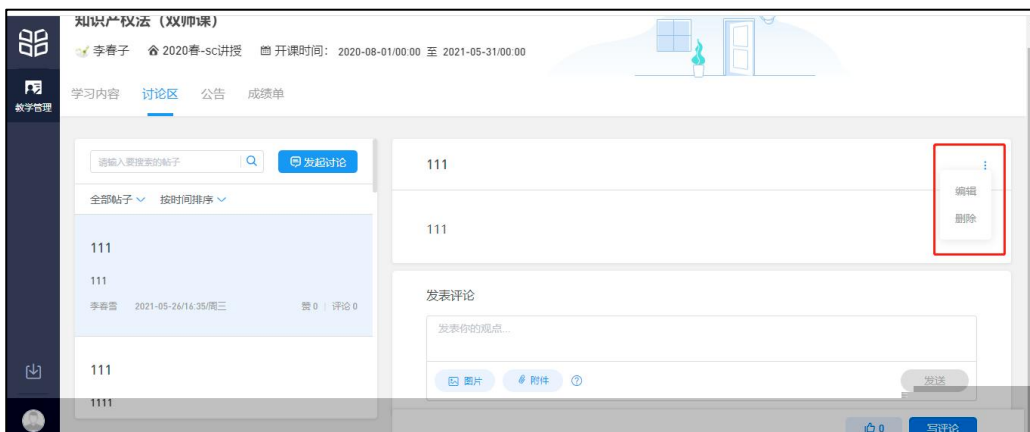 知识产权法（双师课）
李春子 2020春-sc讲授 开课时间： 2020-08-01/00:00 至 2021-05-31/00:00
教学管理
学习内容 讨论区 公告 成绩单
请输入要搜索的帖子 发起讨论
全部帖子 按时间排序
111
111
李春雪 2021-05-26/16:35/周三 赞 0 评论 0
111
1111
111
编辑
删除
111
发表评论
发表你的观点...
图片 附件 发送
0 写评论